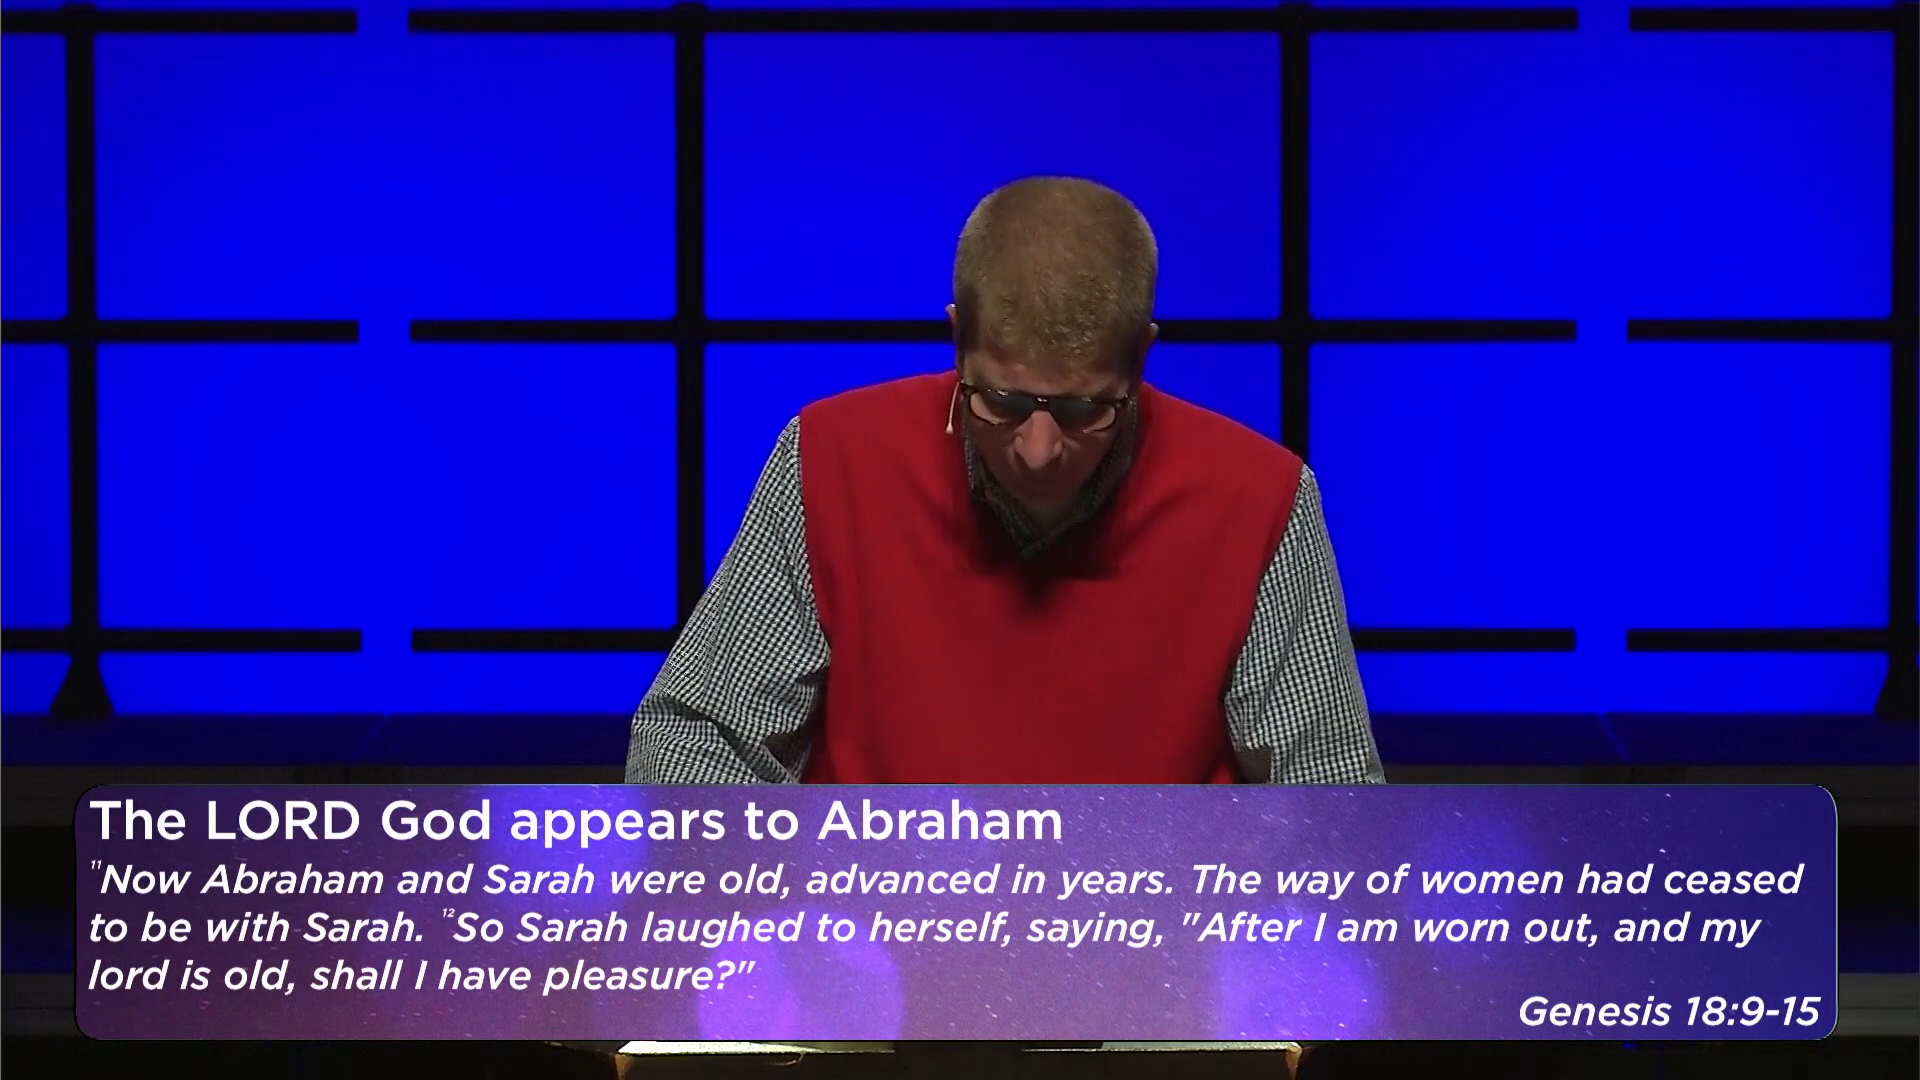 The LORD God appears to Abraham
¹¹Now Abraham and Sarah were old, advanced in years. The way of women had ceased
to be with Sarah. ¹²So Sarah laughed to herself, saying, "After I am worn out, and my
lord is old, shall I have pleasure?"
Genesis 18:9-15